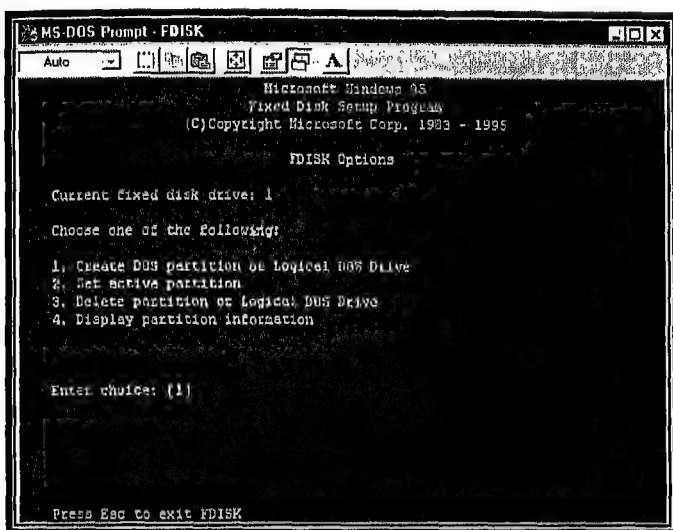 MS-DOS Prompt - FDISK
Auto
A
Microsoft Windows 95
Fixed Disk Setup Program
(C)Copyright Microsoft Corp. 1983 - 1995
FDISK Options
Current fixed disk drive: 1
Choose one of the following:
1. Create DOS partition or Logical DOS Drive
2. Set active partition
3. Delete partition or Logical DOS Drive
4. Display partition information
Enter choice: [1]
Press Esc to exit FDISK